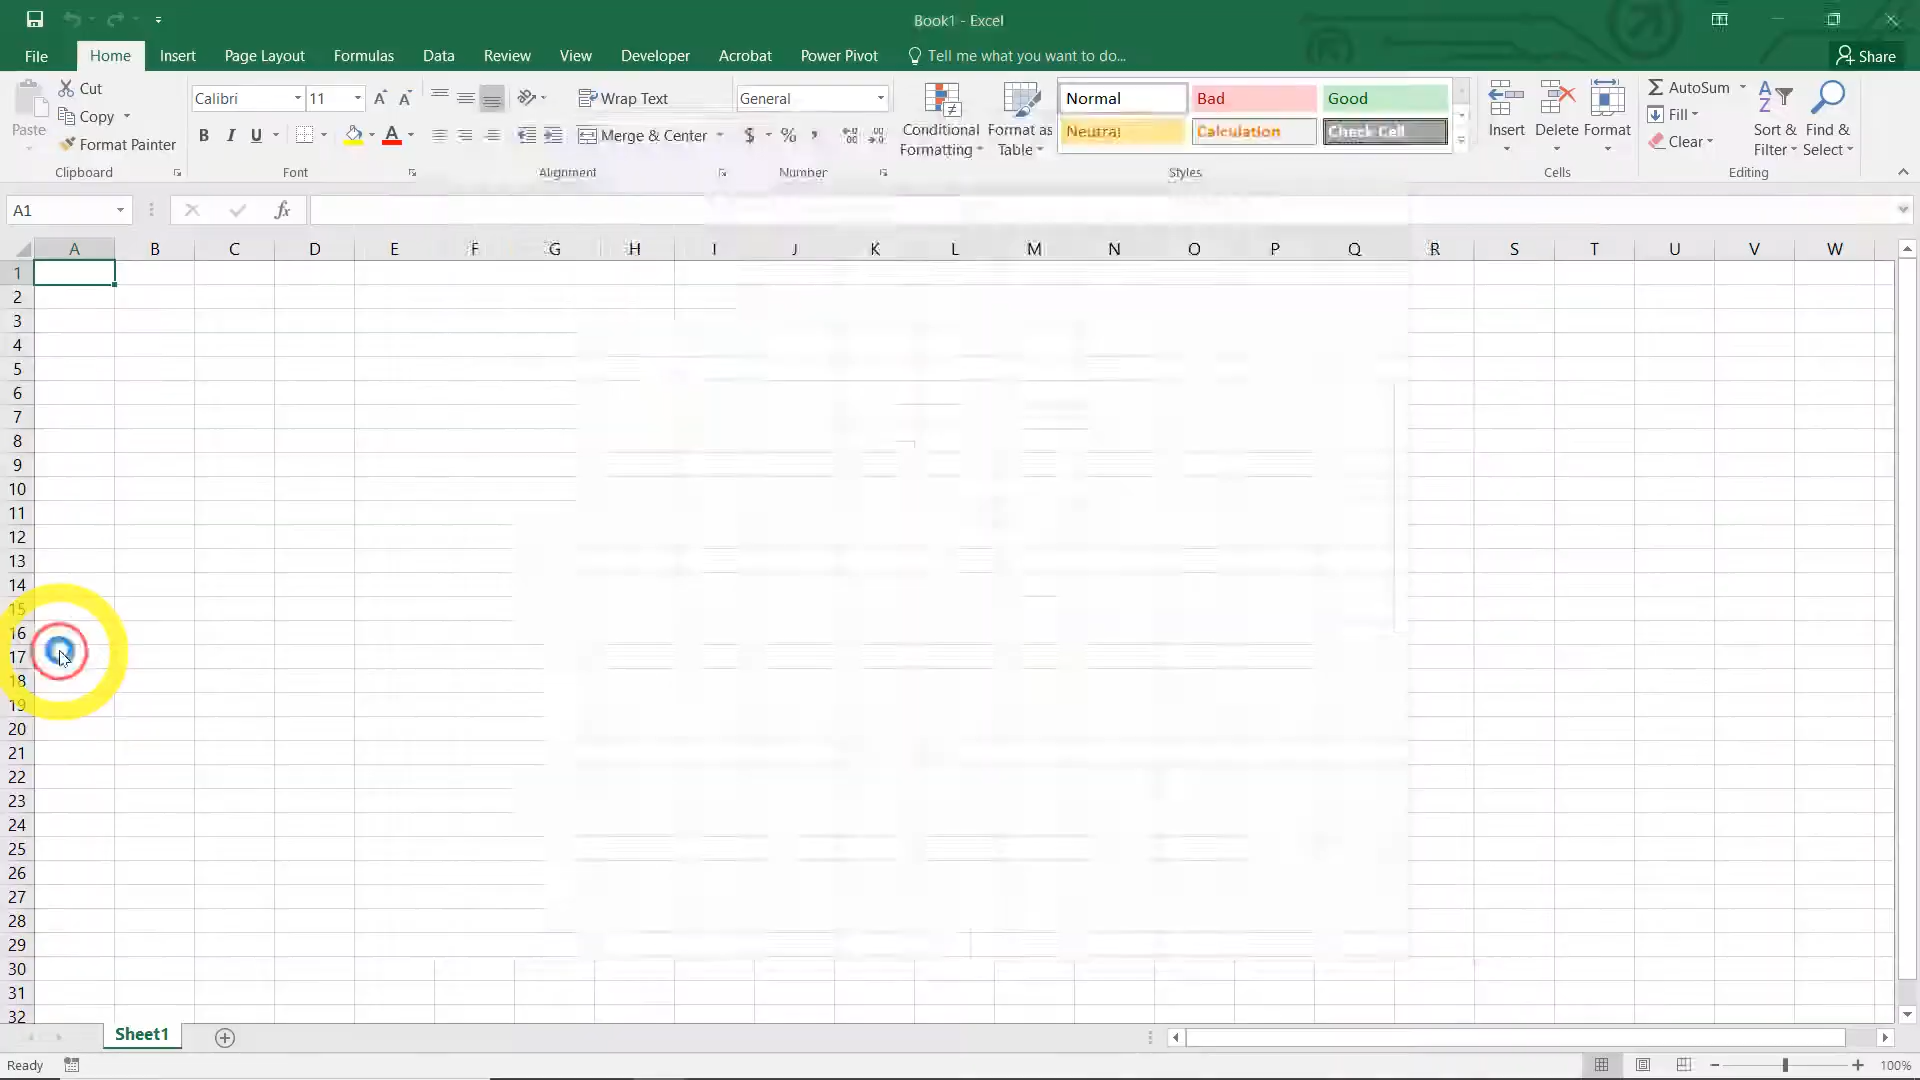 Book1 - Excel
File Home Insert Page Layout Formulas Data Review View Developer Acrobat Power Pivot Tell me what you want to do... Share
Paste Cut Copy Format Painter Clipboard
Calibri 11 A A B I U A Font
Wrap Text Merge & Center Alignment
General $ % , Number
Conditional Formatting Format as Table
Normal Bad Good
Neutral Calculation Check Cell
Styles
Insert Delete Format Cells
AutoSum Fill Clear Sort & Filter Find & Select Editing
A1 fx
A B C D E F G H I J K L M N O P Q R S T U V W
1
2
3
4
5
6
7
8
9
10
11
12
13
14
15
16
17
18
19
20
21
22
23
24
25
26
27
28
29
30
31
32
Sheet1
Ready 100%